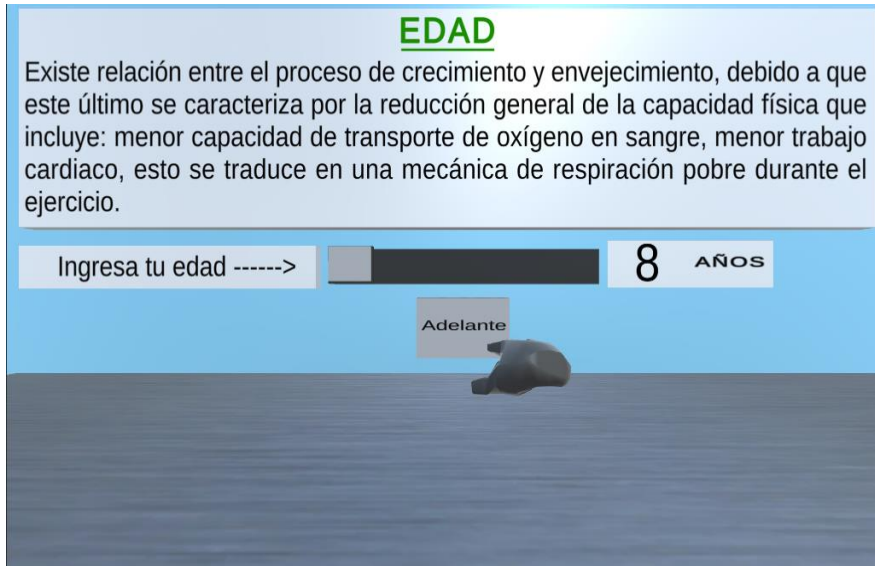 EDAD
Existe relación entre el proceso de crecimiento y envejecimiento, debido a que
este último se caracteriza por la reducción general de la capacidad física que
incluye: menor capacidad de transporte de oxígeno en sangre, menor trabajo
cardiaco, esto se traduce en una mecánica de respiración pobre durante el
ejercicio.
Ingresa tu edad ------> 8 AÑOS
Adelante